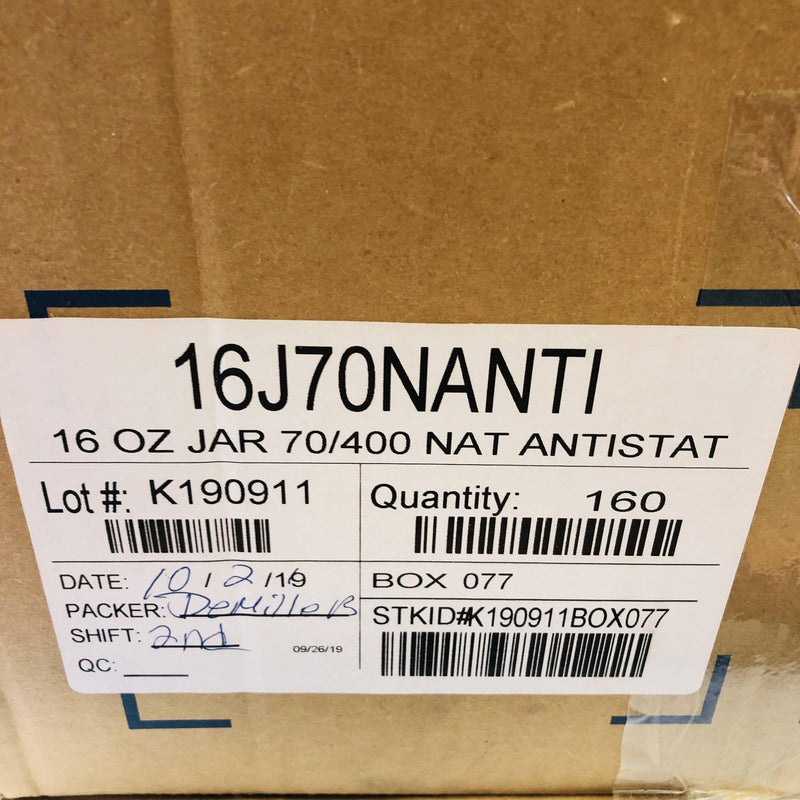 16J70NANTI
16 OZ JAR 70/400 NAT ANTISTAT
Lot #: K190911
Quantity: 160
DATE: 10 / 2 /19
PACKER: DeMilleB
SHIFT: 2nd
09/26/19
QC:
BOX 077
STKID#K190911BOX077